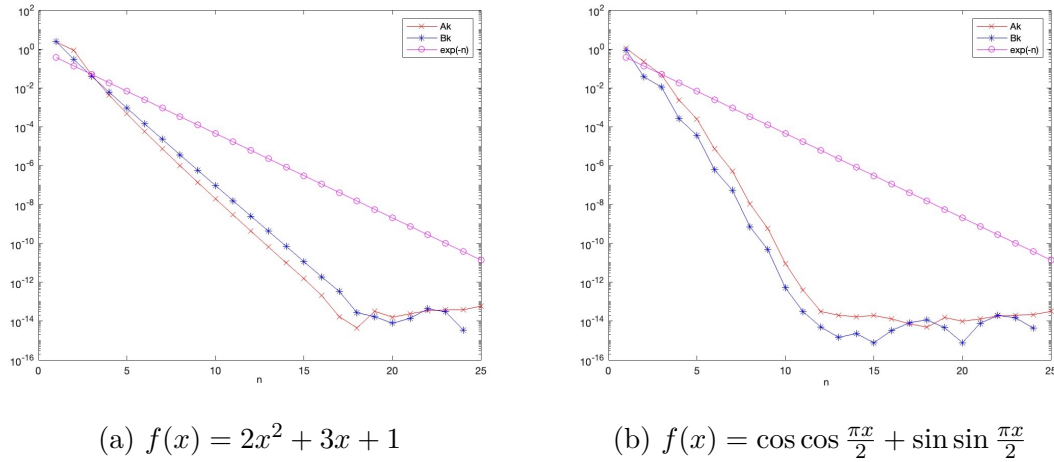 10^2
10^0
10^-2
10^-4
10^-6
10^-8
10^-10
10^-12
10^-14
10^-16
0 5 10 15 20 25
n
Ak
Bk
exp(-n)
(a) f(x) = 2x^2 + 3x + 1
10^2
10^0
10^-2
10^-4
10^-6
10^-8
10^-10
10^-12
10^-14
10^-16
0 5 10 15 20 25
n
Ak
Bk
exp(-n)
(b) f(x) = cos cos πx/2 + sin sin πx/2